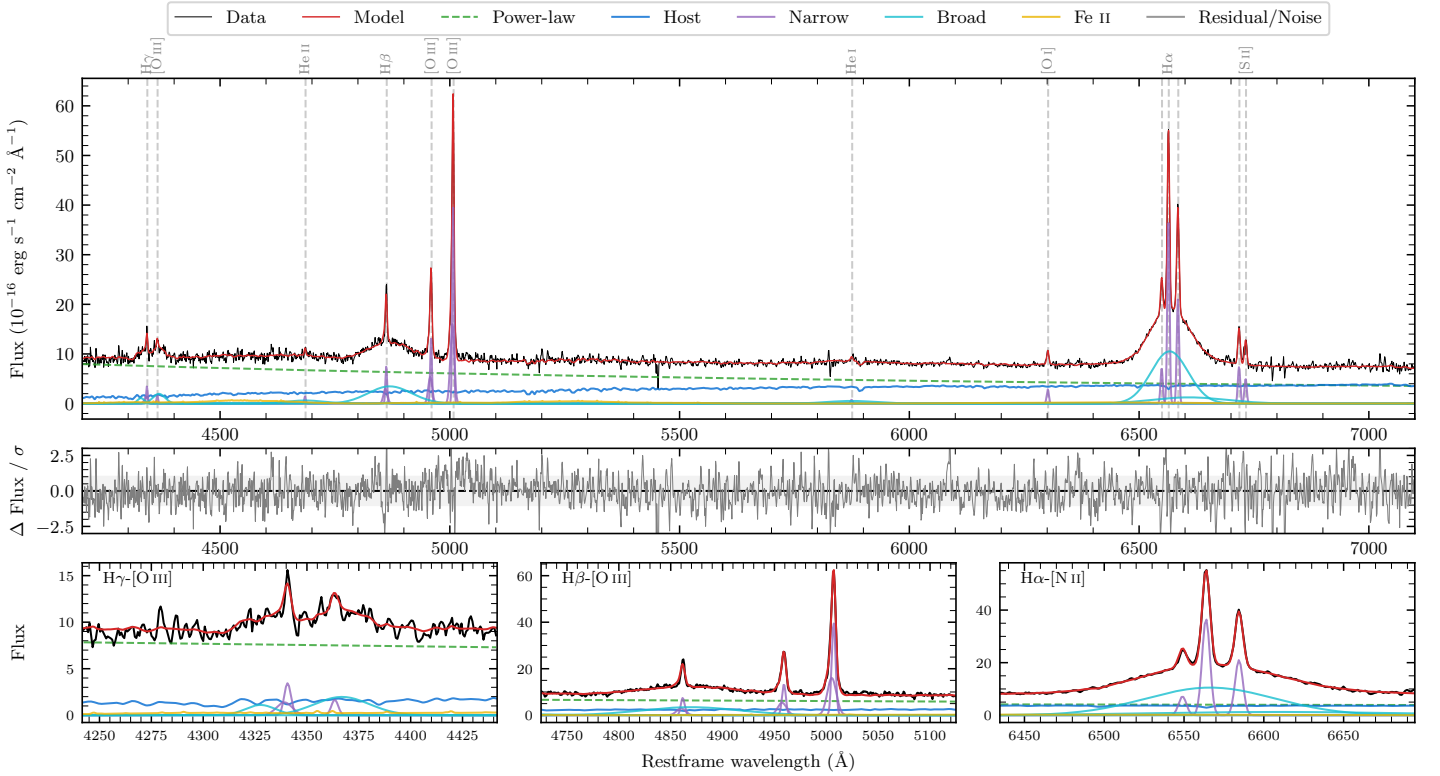 Data Model Power-law Host Narrow Broad Fe II Residual/Noise
Hγ [O III] He II Hβ [O III] [O III] He I [O I] Hα [S II]
Flux (10⁻¹⁶ erg s⁻¹ cm⁻² Å⁻¹)
60
50
40
30
20
10
0
4500 5000 5500 6000 6500 7000
Δ Flux / σ
2.5
0.0
−2.5
4500 5000 5500 6000 6500 7000
Hγ-[O III]
Flux
15
10
5
0
4250 4275 4300 4325 4350 4375 4400 4425
Hβ-[O III]
60
40
20
0
4750 4800 4850 4900 4950 5000 5050 5100
Hα-[N II]
40
20
0
6450 6500 6550 6600 6650
Restframe wavelength (Å)